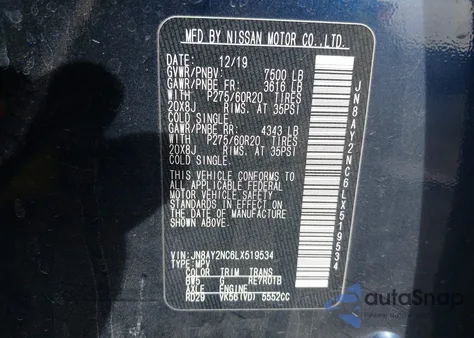 MFD BY NISSAN MOTOR CO.,LTD.
DATE: 12/19
GVWR/PNBV: 7500 LB
GAWR/PNBE FR: 3616 LB
WITH P275/60R20 TIRES
20X8J RIMS. AT 35PSI
COLD SINGLE.
GAWR/PNBE RR: 4343 LB
WITH P275/60R20 TIRES
20X8J RIMS. AT 35PSI
COLD SINGLE.
THIS VEHICLE CONFORMS TO
ALL APPLICABLE FEDERAL
MOTOR VEHICLE SAFETY
STANDARDS IN EFFECT ON
THE DATE OF MANUFACTURE
SHOWN ABOVE.
VIN:JN8AY2NC6LX519534
TYPE:MPV
COLOR TRIM TRANS
BW5 G RE7R01B
AXLE ENGINE
RD29 VK56(VD) 5552CC
JN8AY2NC6LX519534
autoSnap